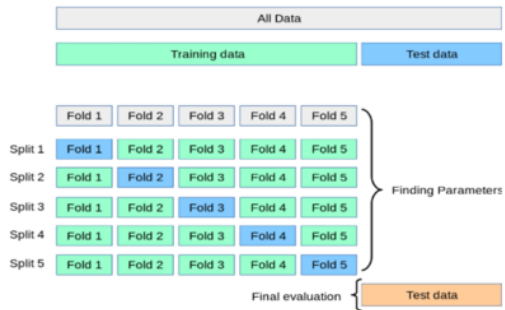 All Data
Training data Test data
Fold 1 Fold 2 Fold 3 Fold 4 Fold 5
Split 1 Fold 1 Fold 2 Fold 3 Fold 4 Fold 5
Split 2 Fold 1 Fold 2 Fold 3 Fold 4 Fold 5
Finding Parameters
Split 3 Fold 1 Fold 2 Fold 3 Fold 4 Fold 5
Split 4 Fold 1 Fold 2 Fold 3 Fold 4 Fold 5
Split 5 Fold 1 Fold 2 Fold 3 Fold 4 Fold 5
Final evaluation Test data